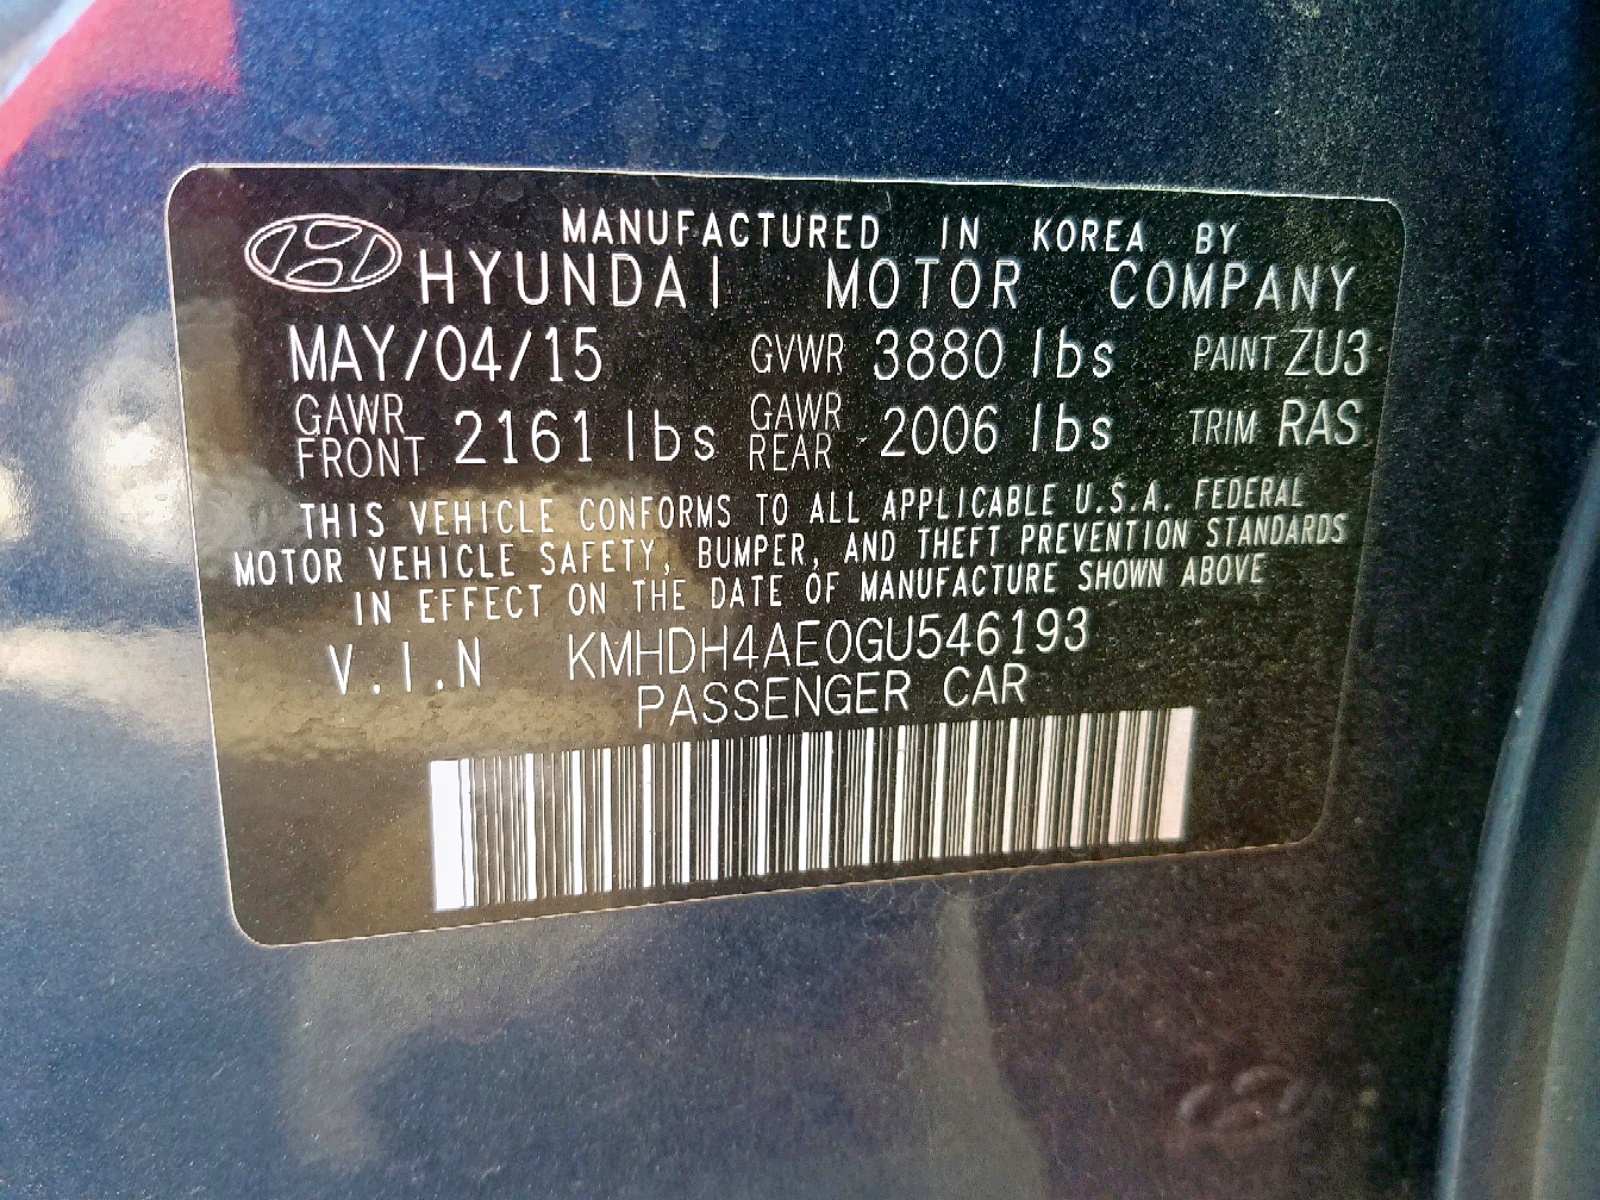 MANUFACTURED IN KOREA BY
HYUNDAI MOTOR COMPANY
MAY/04/15 GVWR 3880 lbs PAINT ZU3
GAWR FRONT 2161 lbs GAWR REAR 2006 lbs TRIM RAS
THIS VEHICLE CONFORMS TO ALL APPLICABLE U.S.A. FEDERAL
MOTOR VEHICLE SAFETY, BUMPER, AND THEFT PREVENTION STANDARDS
IN EFFECT ON THE DATE OF MANUFACTURE SHOWN ABOVE
V.I.N KMHDH4AE0GU546193
PASSENGER CAR